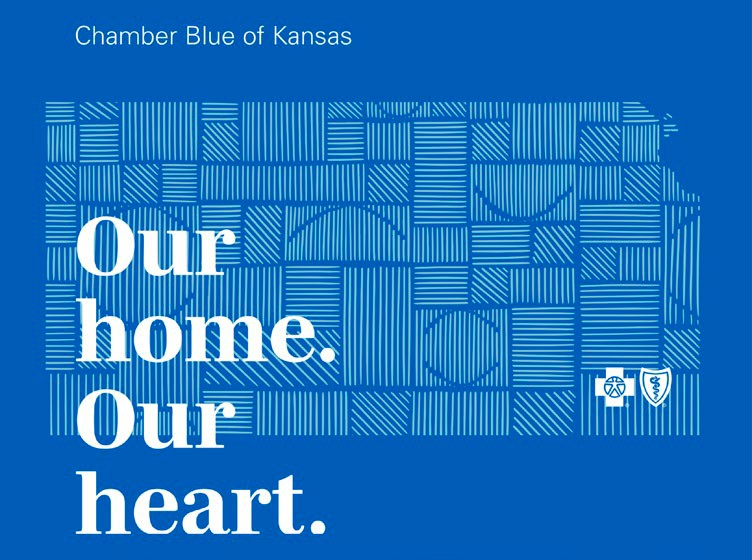 Chamber Blue of Kansas
Our
home.
Our
heart.